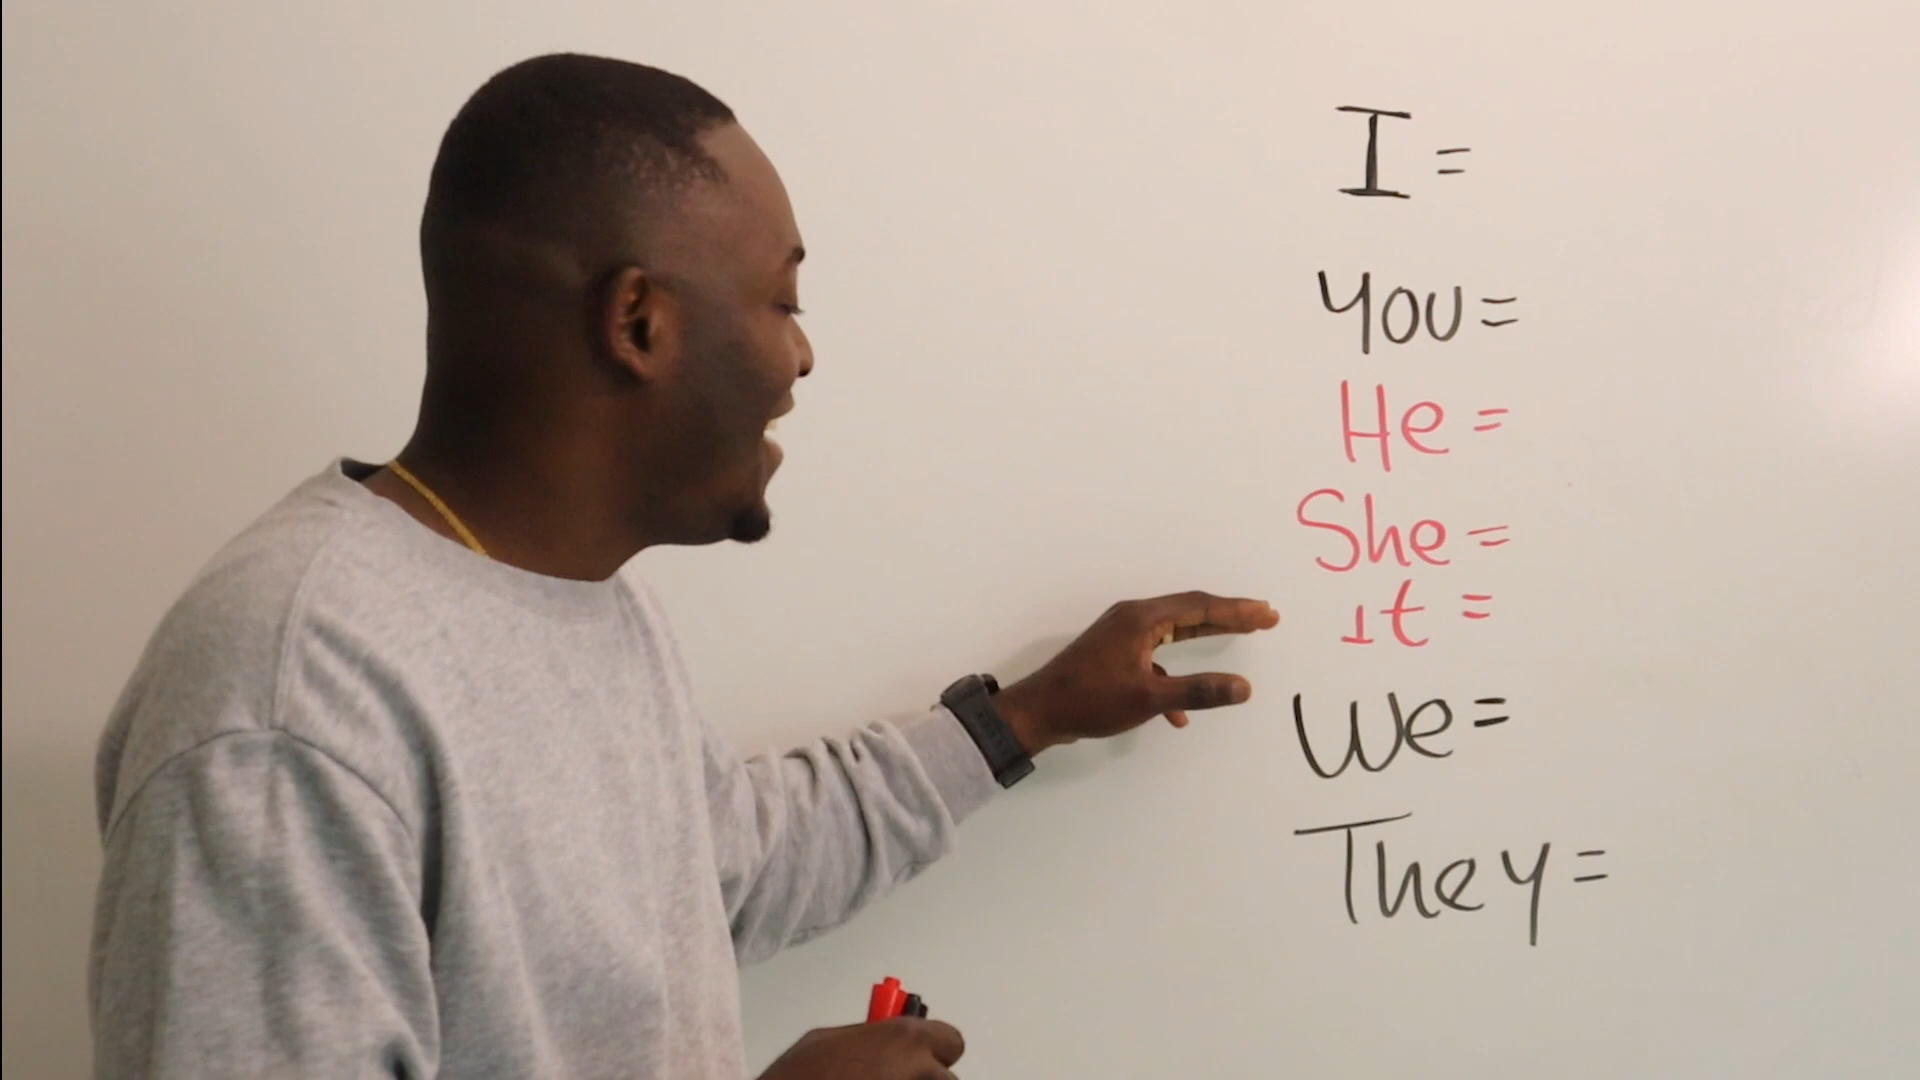 I =
You =
He =
She =
It =
We =
They =